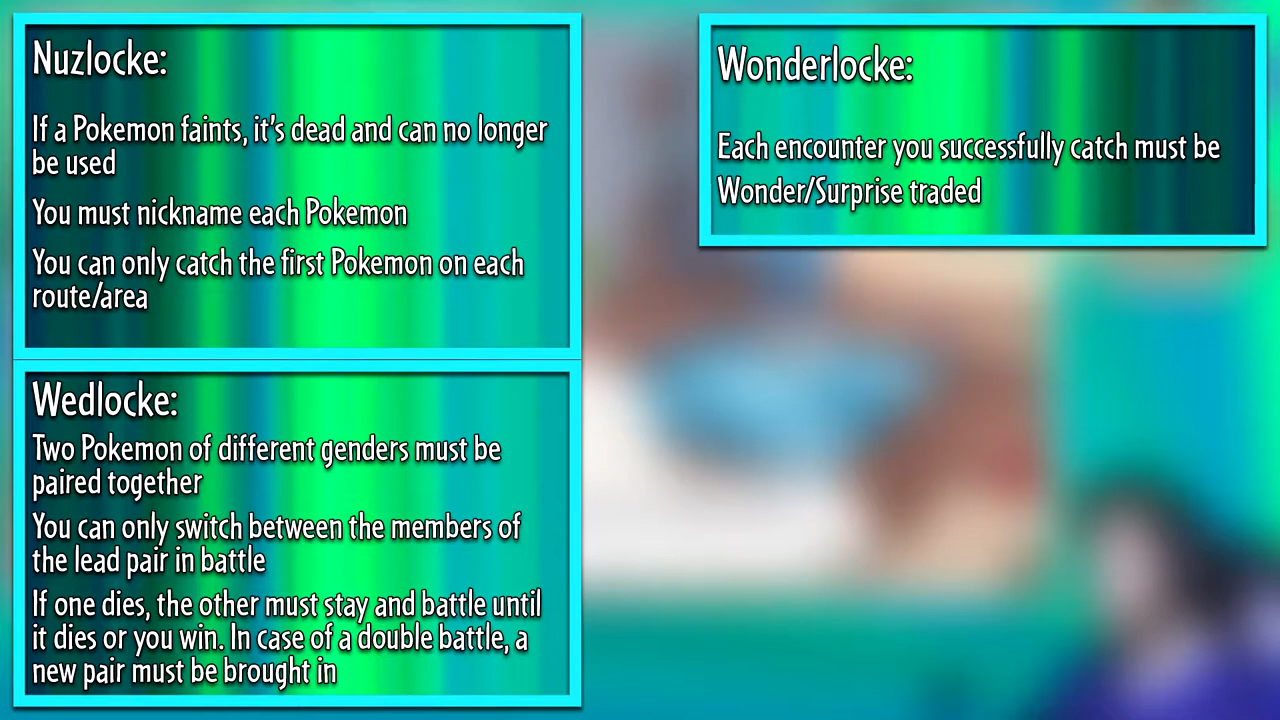 Nuzlocke:
If a Pokemon faints, it's dead and can no longer
be used
You must nickname each Pokemon
You can only catch the first Pokemon on each
route/area
Wedlocke:
Two Pokemon of different genders must be
paired together
You can only switch between the members of
the lead pair in battle
If one dies, the other must stay and battle until
it dies or you win. In case of a double battle, a
new pair must be brought in
Wonderlocke:
Each encounter you successfully catch must be
Wonder/Surprise traded